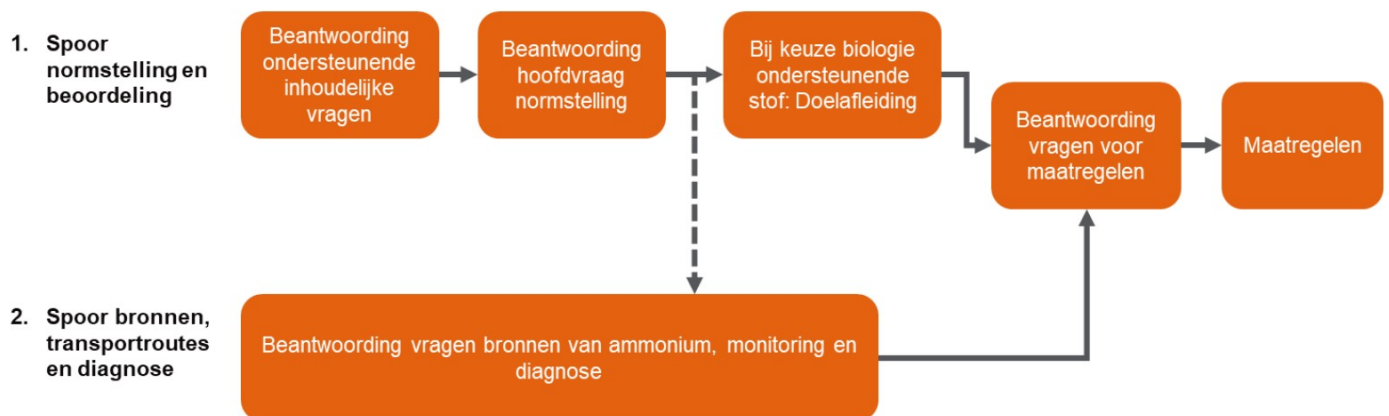 1. Spoor
normstelling en
beoordeling
Beantwoording
ondersteunende
inhoudelijke
vragen
Beantwoording
hoofdvraag
normstelling
Bij keuze biologie
ondersteunende
stof: Doelafleiding
Beantwoording
vragen voor
maatregelen
Maatregelen
2. Spoor bronnen,
transportroutes
en diagnose
Beantwoording vragen bronnen van ammonium, monitoring en
diagnose